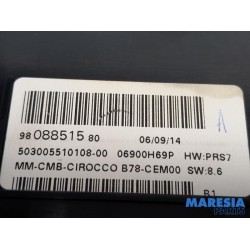 98 088515 80 06/09/14
503005510108-00 06900H69P HW:PRS7
MM-CMB-CIROCCO B78-CEM00 SW:8.6
B1
MARESIA
PARTS